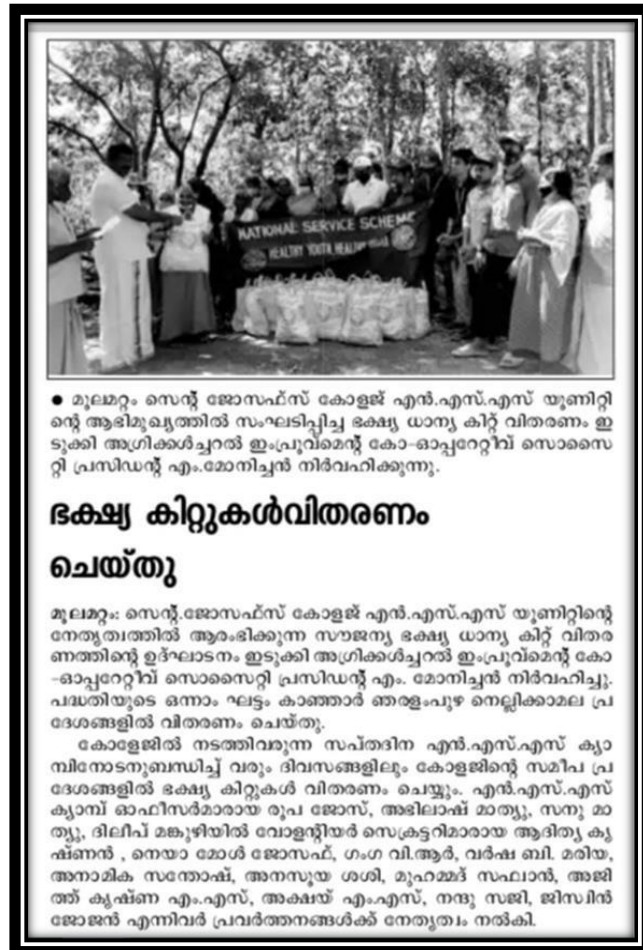 NATIONAL SERVICE SCHEME
HEALTHY YOUTH HEALTHY
● മൂലമറ്റം സെന്റ് ജോസഫ്സ് കോളജ് എൻ.എസ്.എസ് യൂണിറ്റി
ന്റെ ആഭിമുഖ്യത്തിൽ സംഘടിപ്പിച്ച ഭക്ഷ്യ ധാന്യ കിറ്റ് വിതരണം ഇ
ടുക്കി അഗ്രിക്കൾച്ചറൽ ഇംപ്രൂവ്മെന്റ് കോ-ഓപ്പറേറ്റീവ് സൊസൈ
റ്റി പ്രസിഡന്റ് എം.മോനിച്ചൻ നിർവഹിക്കുന്നു.
ഭക്ഷ്യ കിറ്റുകൾവിതരണം
ചെയ്തു
മൂലമറ്റം: സെന്റ്.ജോസഫ്സ് കോളജ് എൻ.എസ്.എസ് യൂണിറ്റിന്റെ
നേതൃത്വത്തിൽ ആരംഭിക്കുന്ന സൗജന്യ ഭക്ഷ്യ ധാന്യ കിറ്റ് വിതര
ണത്തിന്റെ ഉദ്ഘാടനം ഇടുക്കി അഗ്രിക്കൾച്ചറൽ ഇംപ്രൂവ്മെന്റ് കോ
-ഓപ്പറേറ്റീവ് സൊസൈറ്റി പ്രസിഡന്റ് എം. മോനിച്ചൻ നിർവഹിച്ചു.
പദ്ധതിയുടെ ഒന്നാം ഘട്ടം കാഞ്ഞാർ ഞരളംപുഴ നെല്ലിക്കാമല പ്ര
ദേശങ്ങളിൽ വിതരണം ചെയ്തു.
കോളേജിൽ നടത്തിവരുന്ന സപ്തദിന എൻ.എസ്.എസ് ക്യാ
മ്പിനോടനുബന്ധിച്ച് വരും ദിവസങ്ങളിലും കോളജിന്റെ സമീപ പ്ര
ദേശങ്ങളിൽ ഭക്ഷ്യ കിറ്റുകൾ വിതരണം ചെയ്യും. എൻ.എസ്.എസ്
ക്യാമ്പ് ഓഫീസർമാരായ രൂപ ജോസ്, അഭിലാഷ് മാത്യു, സനു മാ
ത്യു, ദിലീപ് മങ്കുഴിയിൽ വോളന്റിയർ സെക്രട്ടറിമാരായ ആദിത്യ കൃ
ഷ്ണൻ , നെയാ മോൾ ജോസഫ്, ഗംഗ വി.ആർ, വർഷ ബി. മരിയ,
അനാമിക സന്തോഷ്, അനസൂയ ശശി, മുഹമ്മദ് സഫ്വാൻ, അജി
ത്ത് കൃഷ്ണ എം.എസ്, അക്ഷയ് എം.എസ്, നന്ദു സജി, ജിസ്വിൻ
ജോജൻ എന്നിവർ പ്രവർത്തനങ്ങൾക്ക് നേതൃത്വം നൽകി.